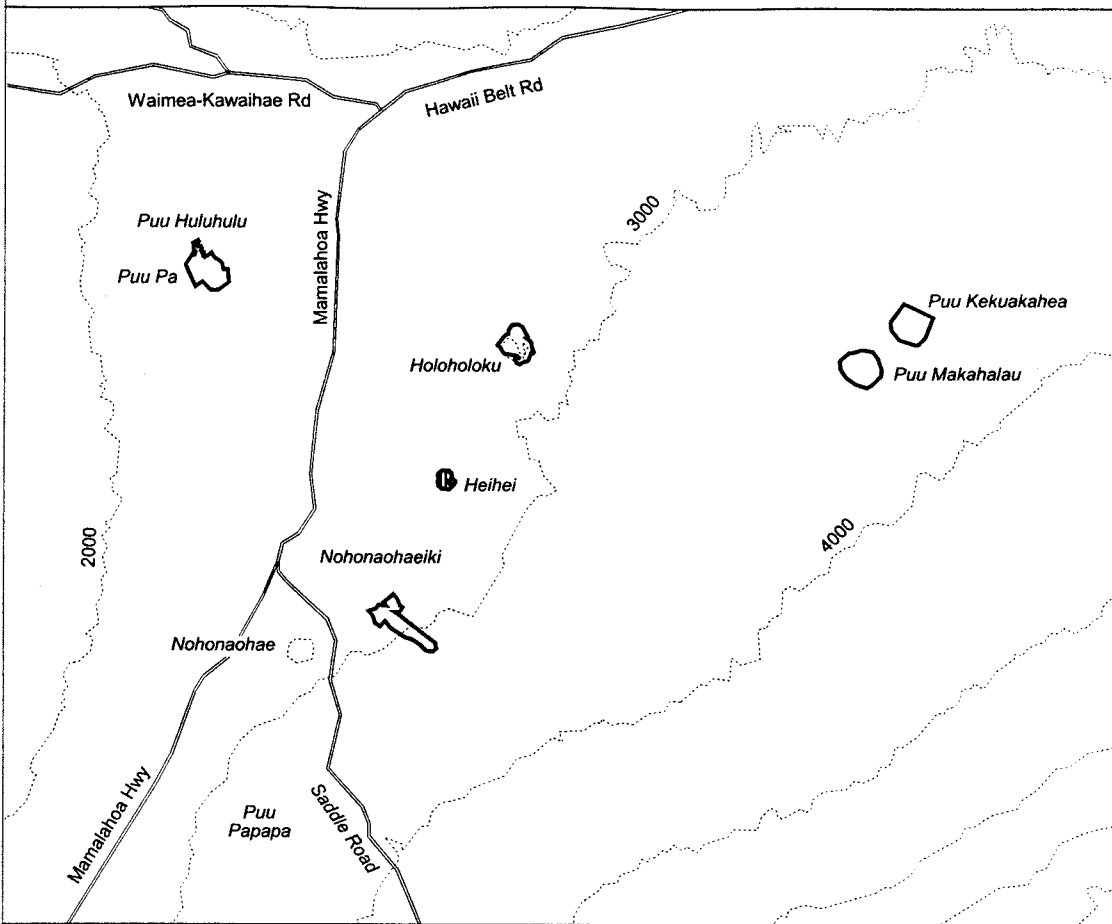 Waimea-Kawaihae Rd
Hawaii Belt Rd
Mamalahoa Hwy
3000
Puu Huluhulu
Puu Pa
Puu Kekuakahea
Holoholoku
Puu Makahalau
Heihei
2000
4000
Nohonaohaeiki
Nohonaohae
Mamalahoa Hwy
Puu
Papapa
Saddle Road